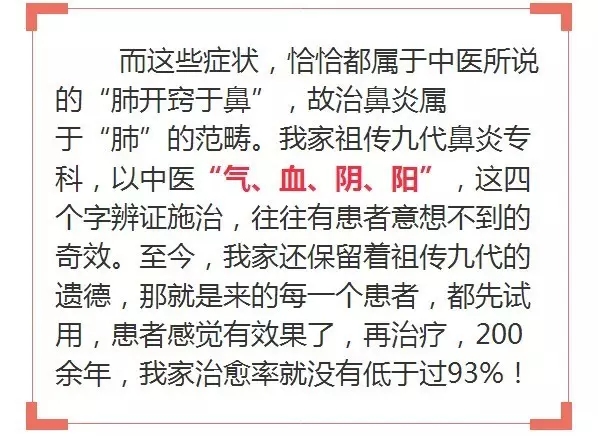 而这些症状，恰恰都属于中医所说
的“肺开窍于鼻”，故治鼻炎属
于“肺”的范畴。我家祖传九代鼻炎专
科，以中医“气、血、阴、阳”，这四
个字辨证施治，往往有患者意想不到的
奇效。至今，我家还保留着祖传九代的
遗德，那就是来的每一个患者，都先试
用，患者感觉有效果了，再治疗，200
余年，我家治愈率就没有低于过93%！